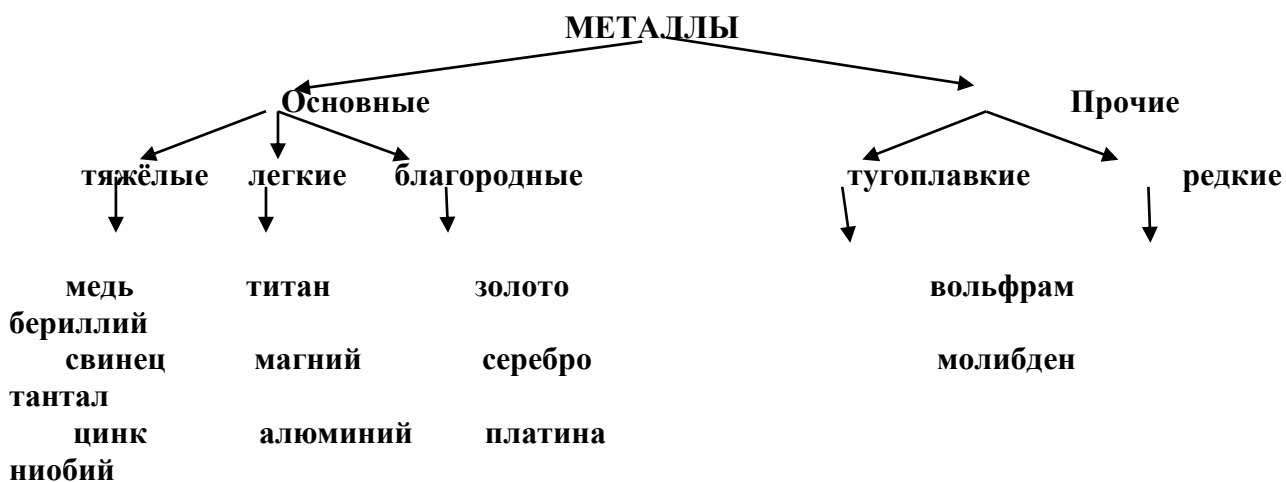 МЕТАЛЛЫ
Основные Прочие
тяжёлые легкие благородные тугоплавкие редкие
медь титан золото вольфрам
бериллий
свинец магний серебро молибден
тантал
цинк алюминий платина
ниобий